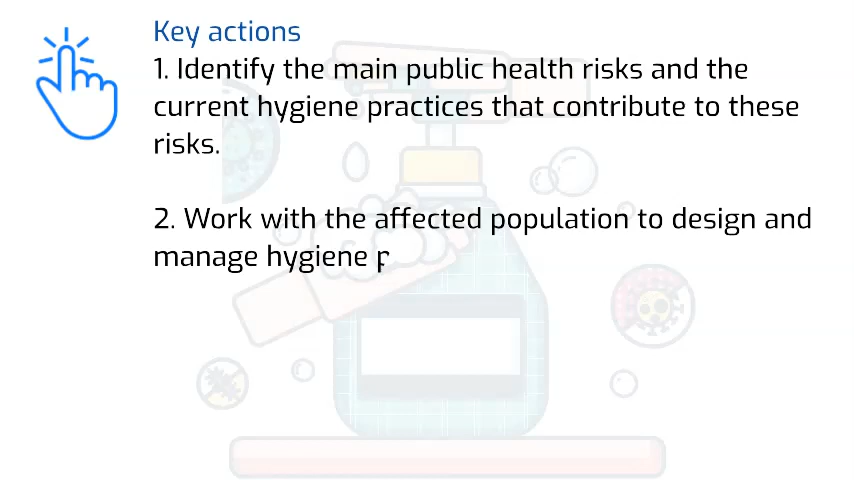 Key actions
1. Identify the main public health risks and the
current hygiene practices that contribute to these
risks.
2. Work with the affected population to design and
manage hygiene p